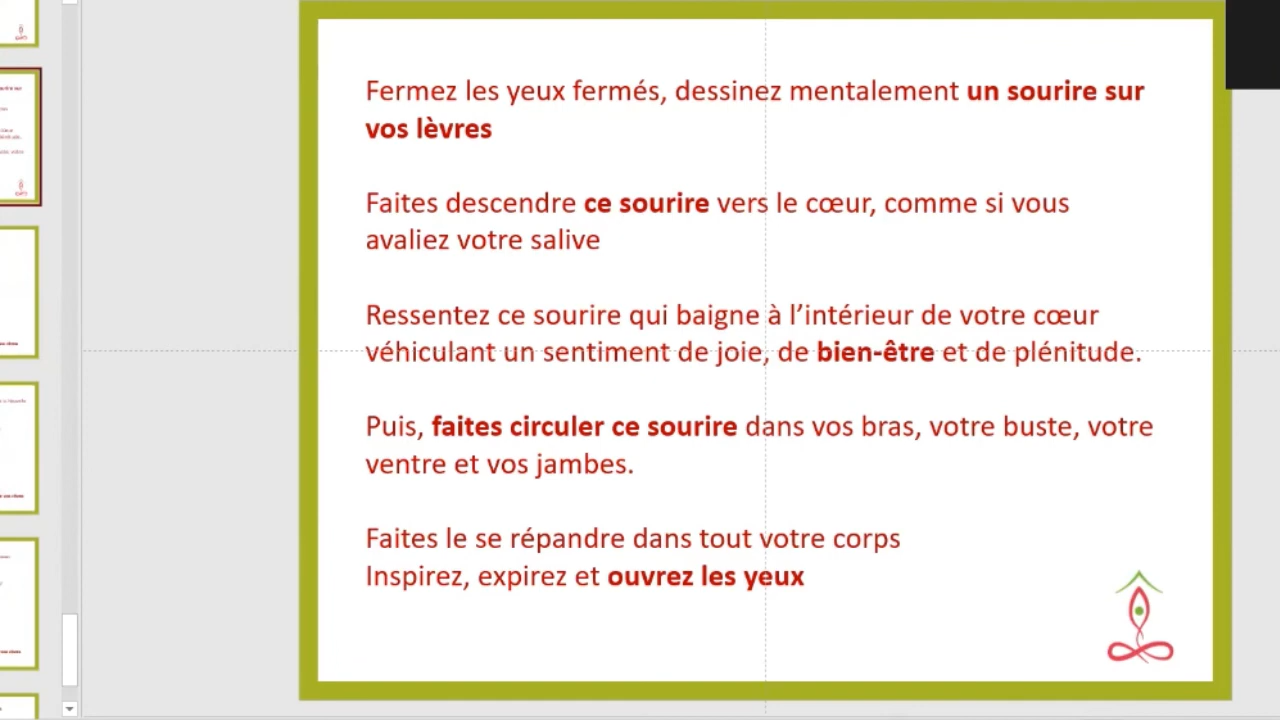 Fermez les yeux fermés, dessinez mentalement un sourire sur
vos lèvres
Faites descendre ce sourire vers le cœur, comme si vous
avaliez votre salive
Ressentez ce sourire qui baigne à l’intérieur de votre cœur
véhiculant un sentiment de joie, de bien-être et de plénitude.
Puis, faites circuler ce sourire dans vos bras, votre buste, votre
ventre et vos jambes.
Faites le se répandre dans tout votre corps
Inspirez, expirez et ouvrez les yeux